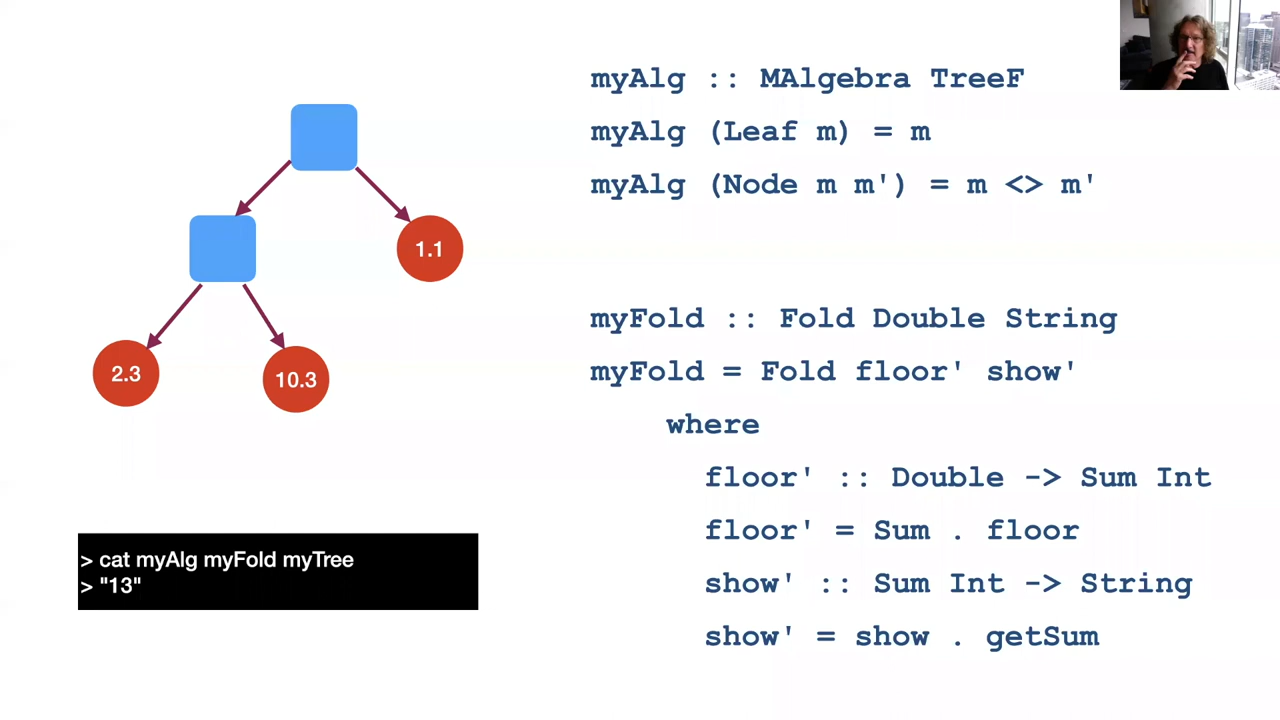 1.1
2.3
10.3
> cat myAlg myFold myTree
> "13"
myAlg :: MAlgebra TreeF
myAlg (Leaf m) = m
myAlg (Node m m') = m <> m'
myFold :: Fold Double String
myFold = Fold floor' show'
where
floor' :: Double -> Sum Int
floor' = Sum . floor
show' :: Sum Int -> String
show' = show . getSum